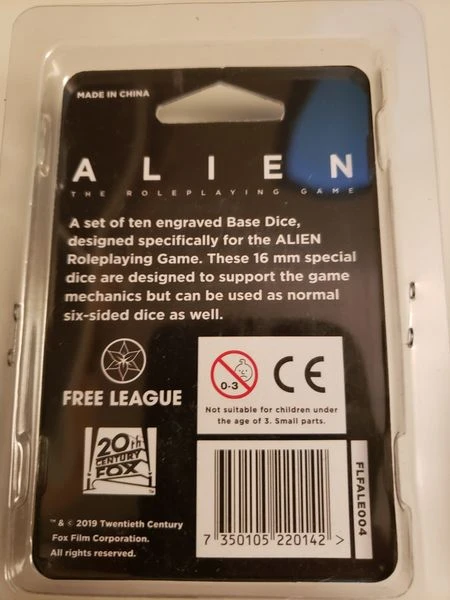 MADE IN CHINA
ALIEN
THE ROLEPLAYING GAME
A set of ten engraved Base Dice,
designed specifically for the ALIEN
Roleplaying Game. These 16 mm special
dice are designed to support the game
mechanics but can be used as normal
six-sided dice as well.
FREE LEAGUE
0-3
CE
Not suitable for children under
the age of 3. Small parts.
20th
CENTURY
FOX
™ & © 2019 Twentieth Century
Fox Film Corporation.
All rights reserved.
7 350105 220142 >
FLFALE004